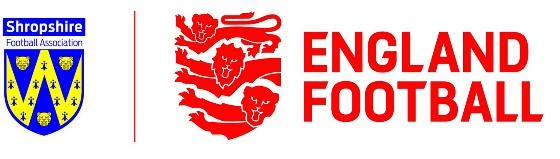 Shropshire
Football Association
ENGLAND
FOOTBALL